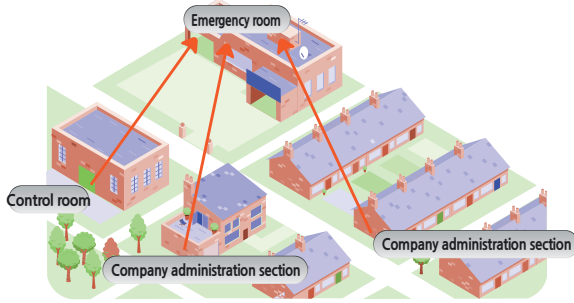 Emergency room
Control room
Company administration section
Company administration section